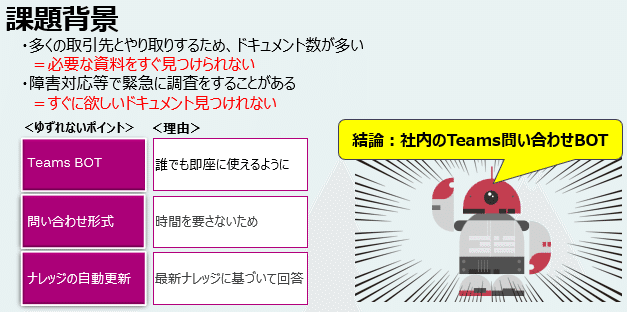 課題背景
・多くの取引先とやり取りするため、ドキュメント数が多い
＝必要な資料をすぐ見つけられない
・障害対応等で緊急に調査をすることがある
＝すぐに欲しいドキュメント見つけれない
＜ゆずれないポイント＞ ＜理由＞
Teams BOT 誰でも即座に使えるように
問い合わせ形式 時間を要さないため
ナレッジの自動更新 最新ナレッジに基づいて回答
結論：社内のTeams問い合わせBOT